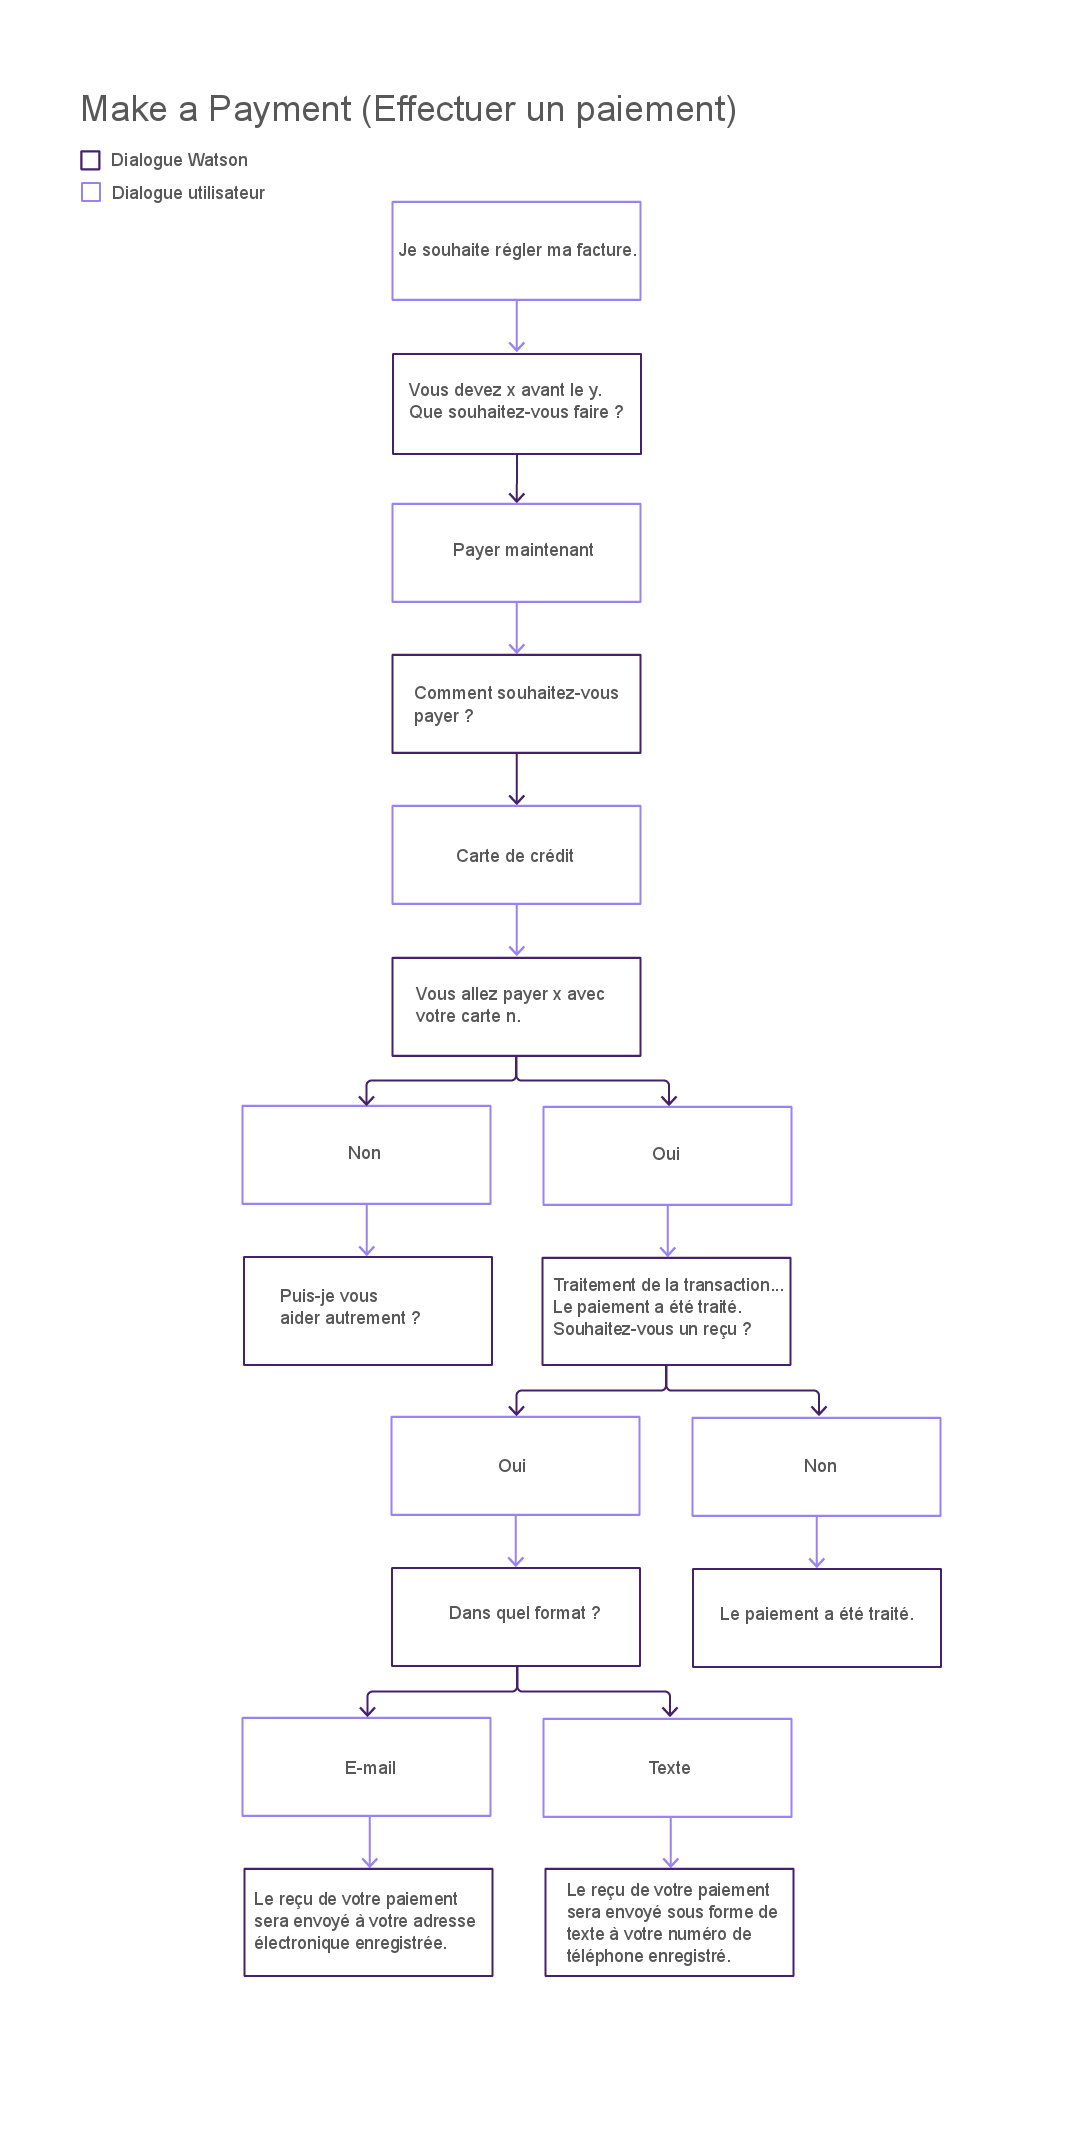 Make a Payment (Effectuer un paiement)
Dialogue Watson
Dialogue utilisateur
Je souhaite régler ma facture.
Vous devez x avant le y.
Que souhaitez-vous faire ?
Payer maintenant
Comment souhaitez-vous
payer ?
Carte de crédit
Vous allez payer x avec
votre carte n.
Non
Oui
Puis-je vous
aider autrement ?
Traitement de la transaction...
Le paiement a été traité.
Souhaitez-vous un reçu ?
Oui
Non
Dans quel format ?
Le paiement a été traité.
E-mail
Texte
Le reçu de votre paiement
sera envoyé à votre adresse
électronique enregistrée.
Le reçu de votre paiement
sera envoyé sous forme de
texte à votre numéro de
téléphone enregistré.